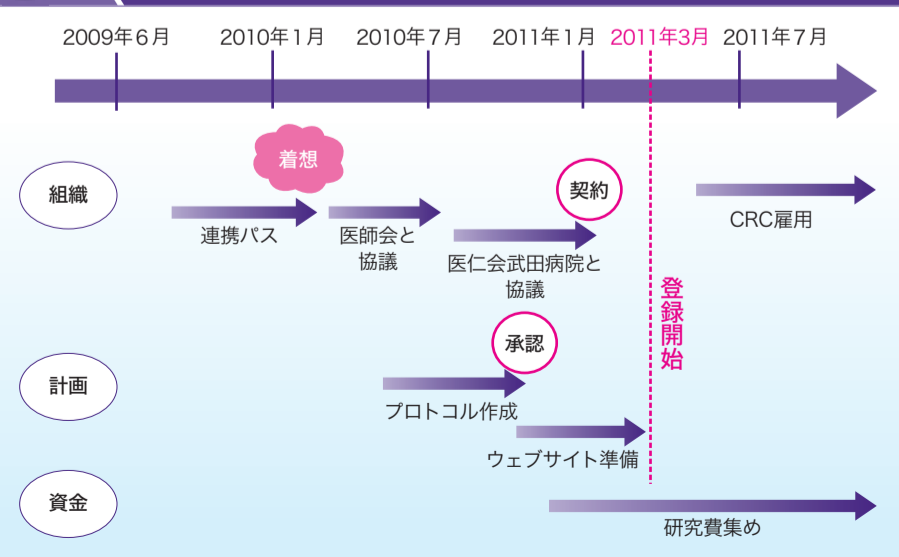 2009年6月
2010年1月
2010年7月
2011年1月
2011年3月
2011年7月
着想
組織
契約
連携パス
医師会と
協議
医仁会武田病院と
協議
CRC雇用
登録開始
承認
計画
プロトコル作成
ウェブサイト準備
資金
研究費集め